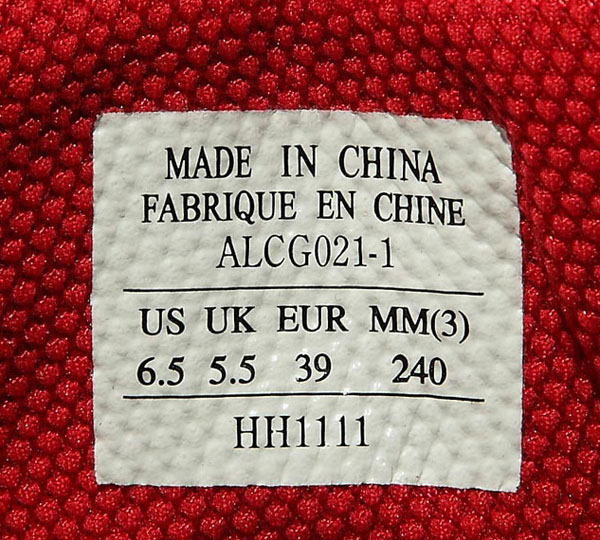 MADE IN CHINA
FABRIQUE EN CHINE
ALCG021-1
US UK EUR MM(3)
6.5 5.5 39 240
HH1111